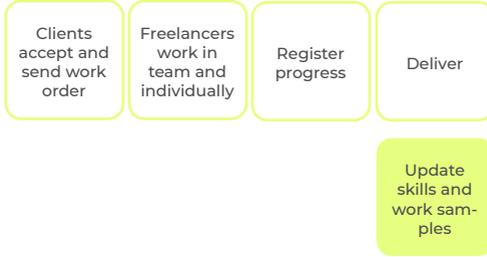 Clients
accept and
send work
order
Freelancers
work in
team and
individually
Register
progress
Deliver
Update
skills and
work sam-
ples